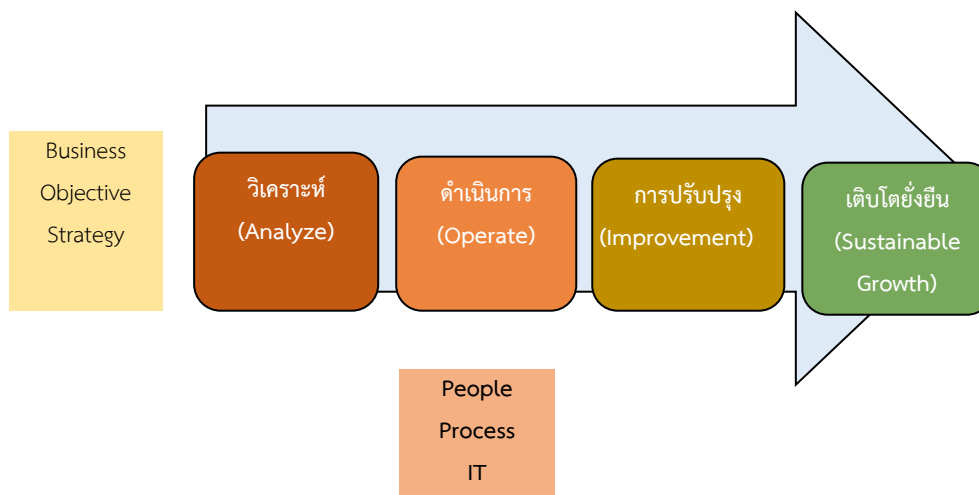 Business
Objective
Strategy
วิเคราะห์
(Analyze)
ดำเนินการ
(Operate)
การปรับปรุง
(Improvement)
เติบโตยั่งยืน
(Sustainable
Growth)
People
Process
IT